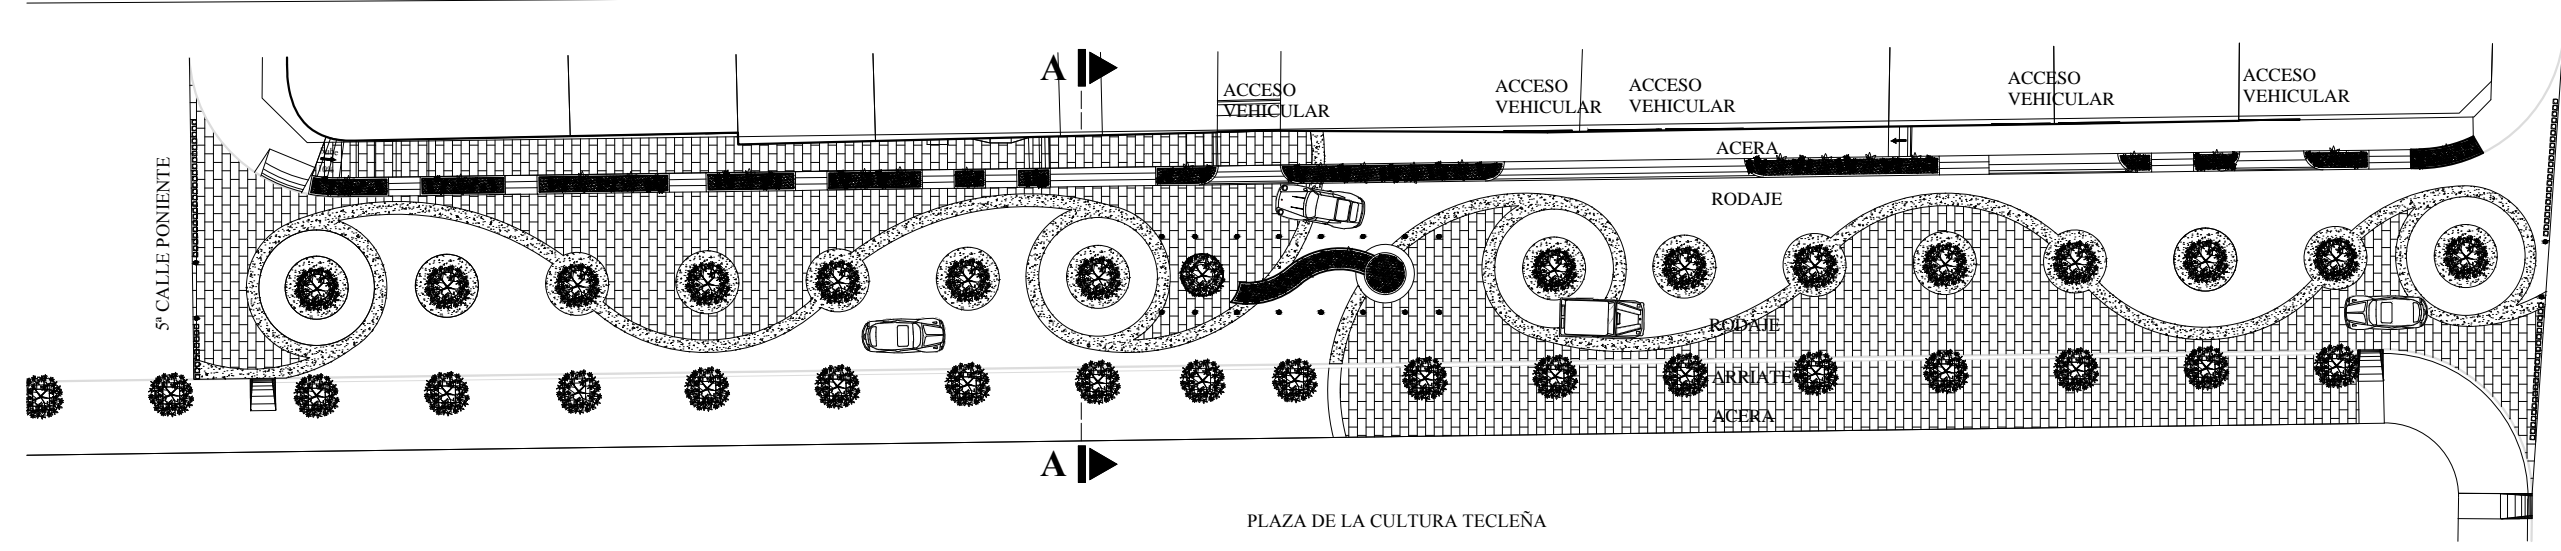 A
ACCESO
VEHICULAR
ACCESO
VEHICULAR
ACCESO
VEHICULAR
ACCESO
VEHICULAR
ACCESO
VEHICULAR
ACERA
RODAJE
5ª CALLE PONIENTE
RODAJE
ARRIATE
ACERA
A
PLAZA DE LA CULTURA TECLEÑA